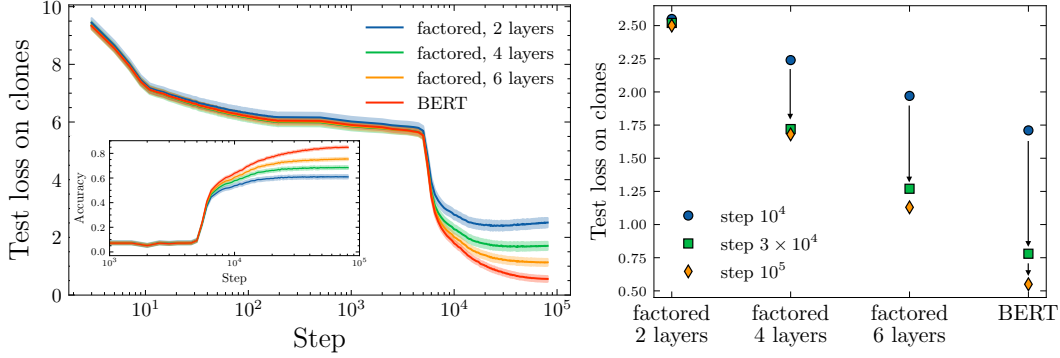 10
8
6
4
2
0
Test loss on clones
factored, 2 layers
factored, 4 layers
factored, 6 layers
BERT
0.8
0.6
0.4
0.2
0.0
Accuracy
10³
10⁴
10⁵
Step
10¹
10²
10³
10⁴
10⁵
Step
2.50
2.25
2.00
1.75
1.50
1.25
1.00
0.75
0.50
Test loss on clones
step 10⁴
step 3 × 10⁴
step 10⁵
factored
2 layers
factored
4 layers
factored
6 layers
BERT